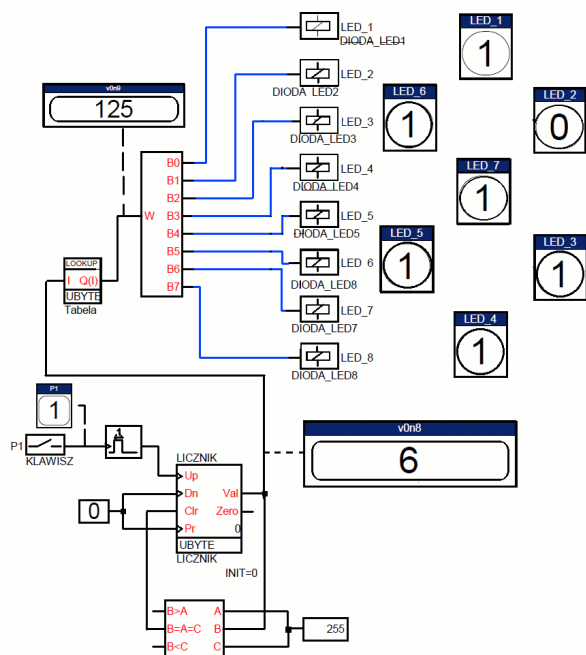 LED_1
DIODA_LED1
LED_2
DIODA_LED2
LED_3
DIODA_LED3
LED_4
DIODA_LED4
LED_5
DIODA_LED5
LED_6
DIODA_LED8
LED_7
DIODA_LED7
LED_8
DIODA_LED8
LED_1
1
LED_6
1
LED_2
0
LED_7
1
LED_5
1
LED_3
1
LED_4
1
v0n9
125
W
B0
B1
B2
B3
B4
B5
B6
B7
LOOKUP
I Q(I)
UBYTE
Tabela
P1
1
P1
KLAWISZ
1
v0n8
6
LICZNIK
Up
Dn Val
Clr Zero
Pr 0
UBYTE
LICZNIK
INIT=0
0
B>A A
B=A=C B
B<C C
255